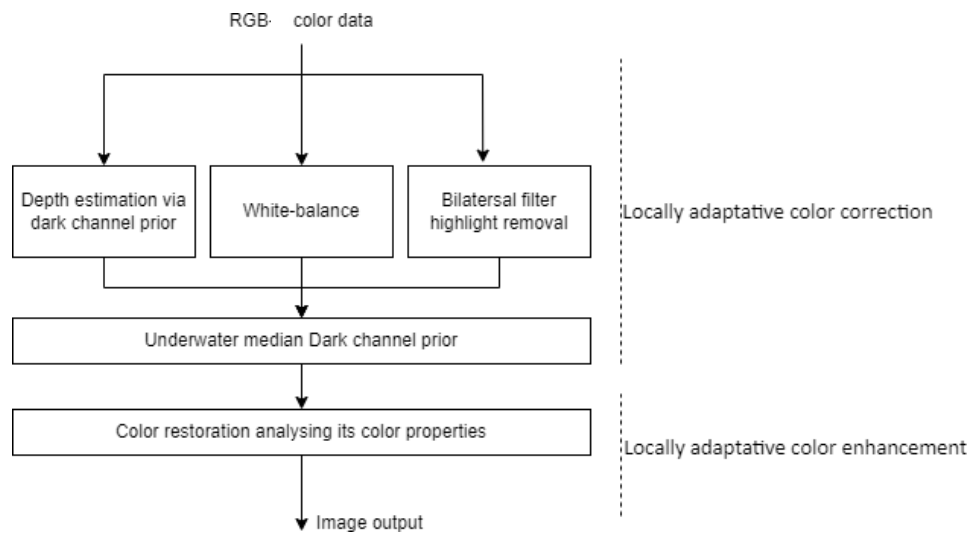 RGB· color data
Depth estimation via
dark channel prior
White-balance
Bilatersal filter
highlight removal
Locally adaptative color correction
Underwater median Dark channel prior
Color restoration analysing its color properties
Locally adaptative color enhancement
Image output